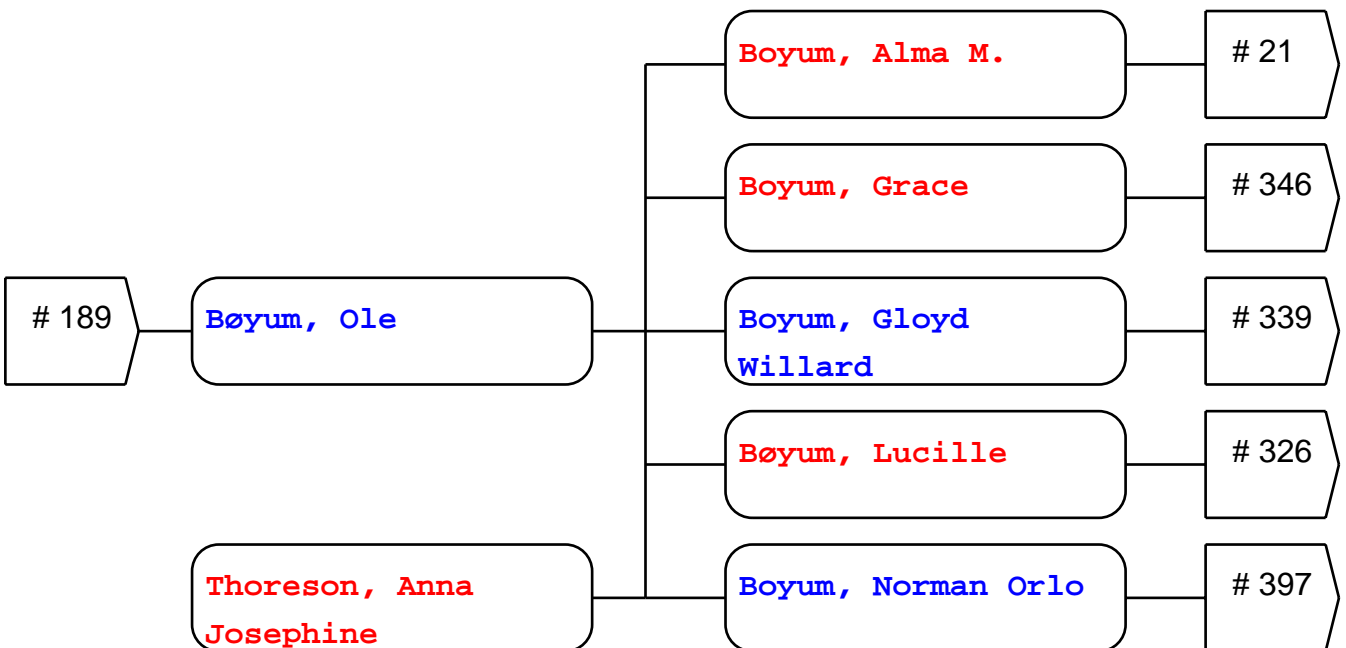 Boyum, Alma M.
# 21
Boyum, Grace
# 346
# 189
Bøyum, Ole
Boyum, Gloyd
Willard
# 339
Bøyum, Lucille
# 326
Thoreson, Anna
Josephine
Boyum, Norman Orlo
# 397